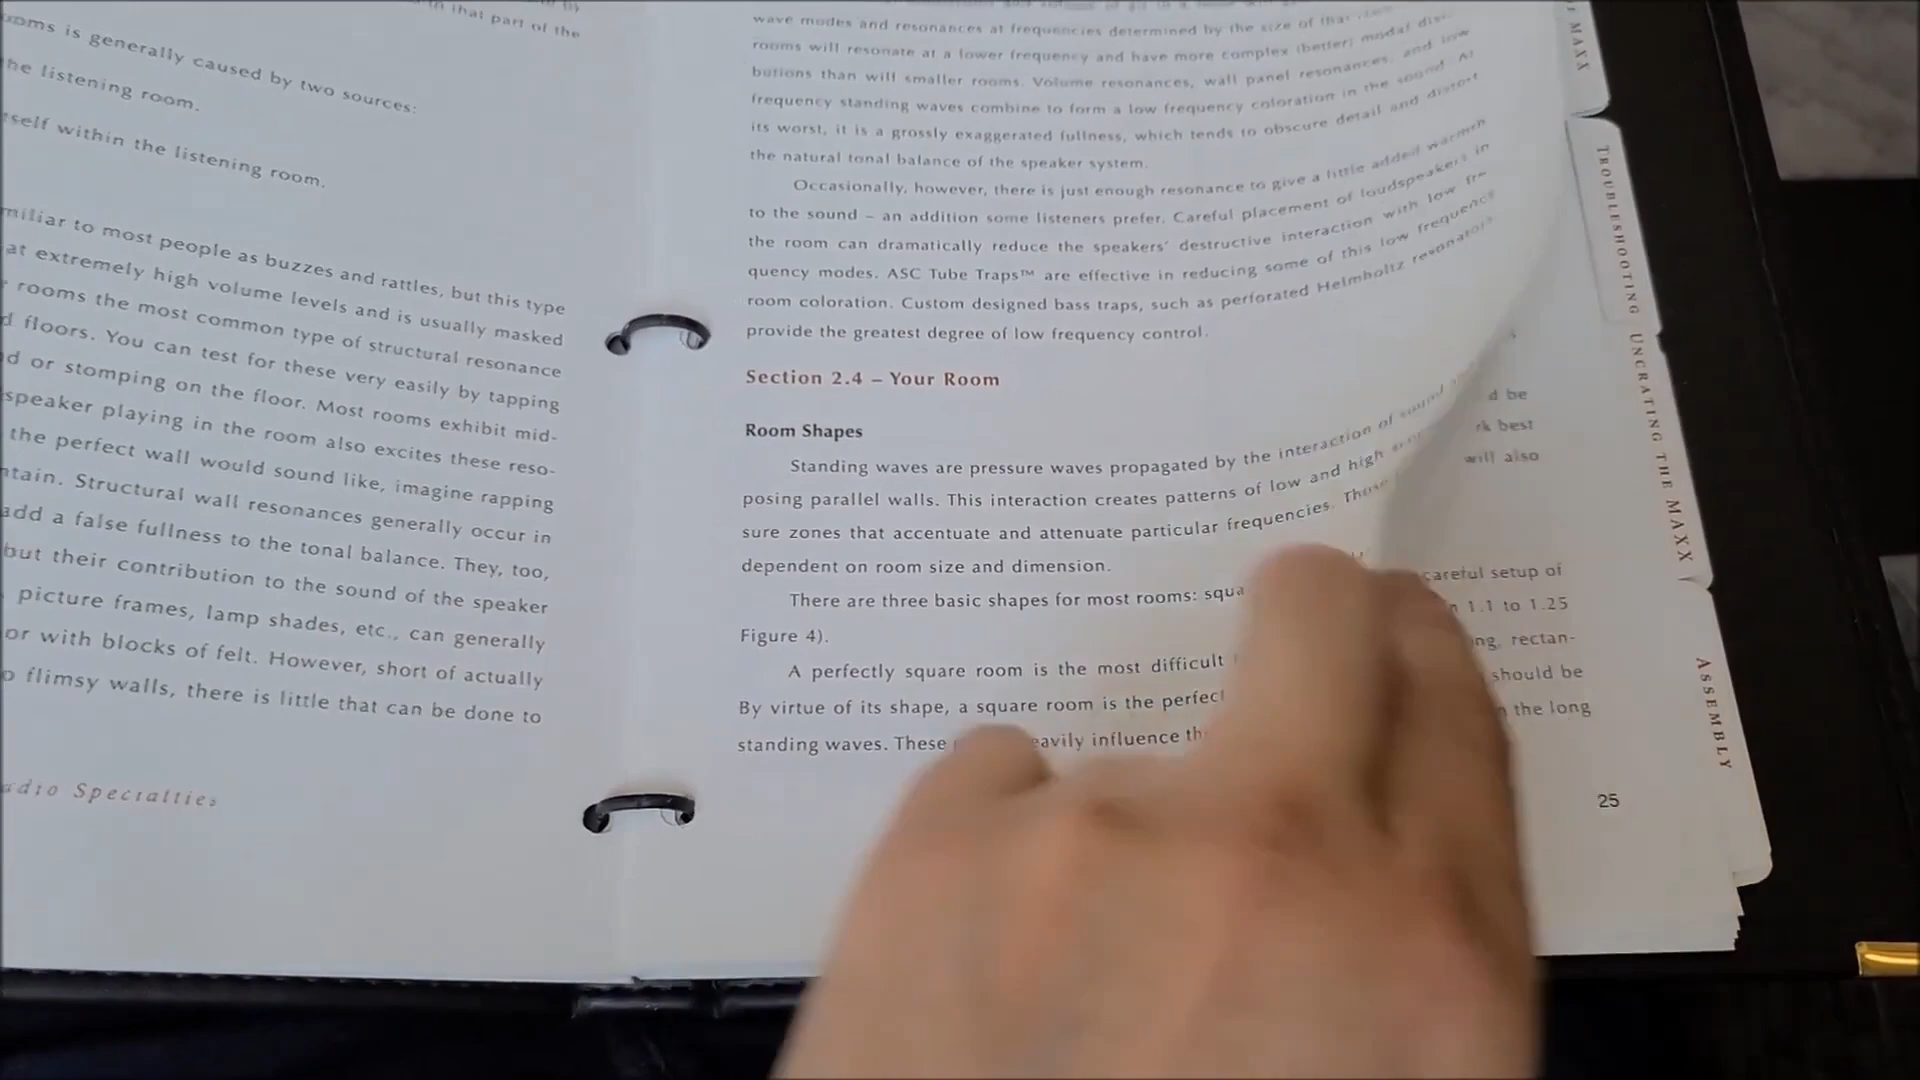 in that part of the
ooms is generally caused by two sources:
he listening room.
tself within the listening room.
miliar to most people as buzzes and rattles, but this type
at extremely high volume levels and is usually masked
rooms the most common type of structural resonance
d floors. You can test for these very easily by tapping
d or stomping on the floor. Most rooms exhibit mid-
speaker playing in the room also excites these reso-
the perfect wall would sound like, imagine rapping
ntain. Structural wall resonances generally occur in
add a false fullness to the tonal balance. They, too,
but their contribution to the sound of the speaker
picture frames, lamp shades, etc., can generally
or with blocks of felt. However, short of actually
o flimsy walls, there is little that can be done to
udio Specialties
wave modes and resonances at frequencies determined by the size of that
rooms will resonate at a lower frequency and have more complex (better) modal distri-
butions than will smaller rooms. Volume resonances, wall panel resonances, and low
frequency standing waves combine to form a low frequency coloration in the sound. At
its worst, it is a grossly exaggerated fullness, which tends to obscure detail and distort
the natural tonal balance of the speaker system.
Occasionally, however, there is just enough resonance to give a little added warmth
to the sound – an addition some listeners prefer. Careful placement of loudspeakers in
the room can dramatically reduce the speakers' destructive interaction with low fre-
quency modes. ASC Tube Traps™ are effective in reducing some of this low frequency
room coloration. Custom designed bass traps, such as perforated Helmholtz resonators,
provide the greatest degree of low frequency control.
Section 2.4 – Your Room
Room Shapes
Standing waves are pressure waves propagated by the interaction of sound
posing parallel walls. This interaction creates patterns of low and high
sure zones that accentuate and attenuate particular frequencies. Those
dependent on room size and dimension.
There are three basic shapes for most rooms: squa
Figure 4).
A perfectly square room is the most difficult
By virtue of its shape, a square room is the perfect
standing waves. These heavily influence th
d be
rk best
will also
careful setup of
1.1 to 1.25
ng, rectan-
should be
n the long
25
E MAXX
TROUBLESHOOTING
UNCRATING THE MAXX
ASSEMBLY